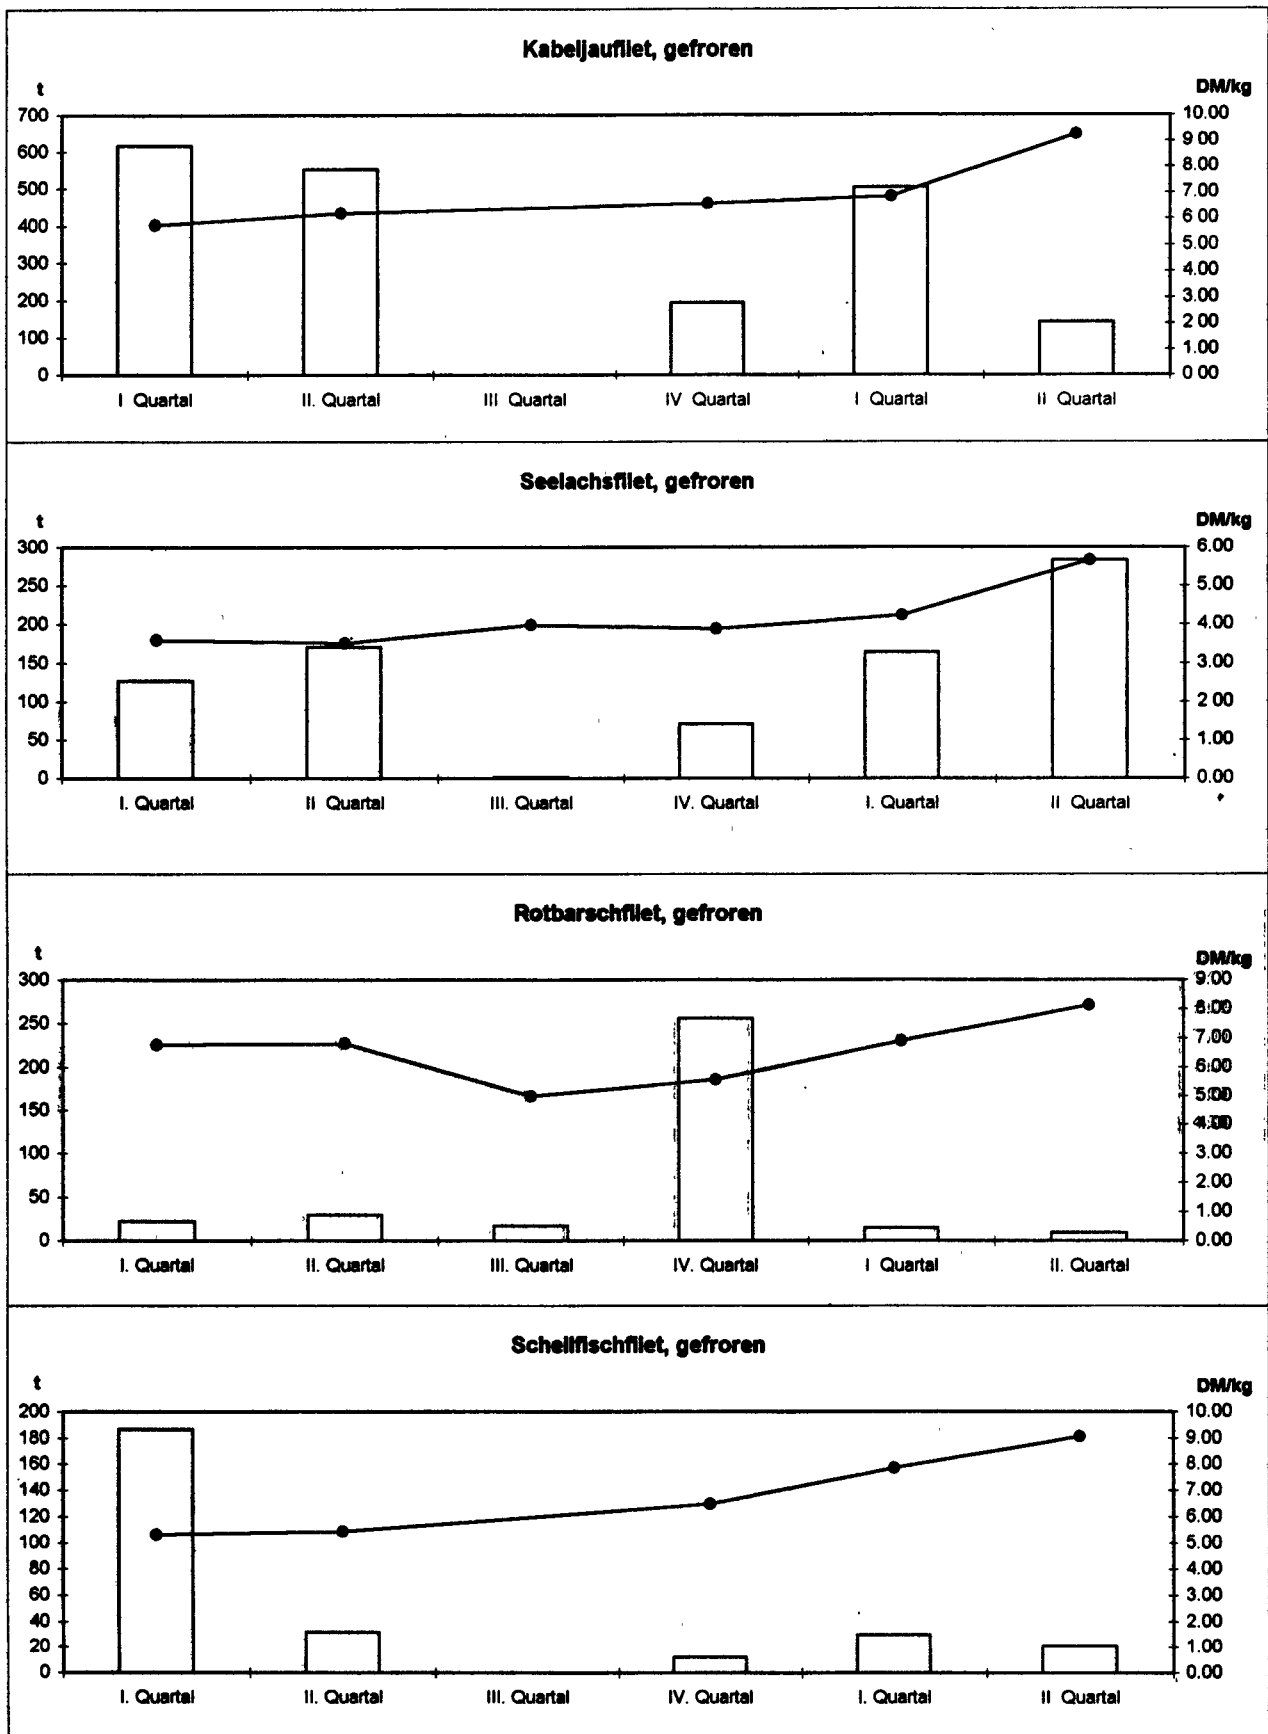 Kabeljaufilet, gefroren
t DM/kg
700 10.00
600 9 00
500 8.00
400 7.00
300 6 00
200 5.00
100 4.00
0 3.00
2 00
1.00
0 00
I Quartal II. Quartal III Quartal IV Quartal I Quartal II Quartal
Seelachsfilet, gefroren
t DM/kg
300 6.00
250 5.00
200 4.00
150 3.00
100 2.00
50 1.00
0 0.00
I. Quartal II Quartal III. Quartal IV. Quartal I. Quartal II Quartal
Rotbarschfilet, gefroren
t DM/kg
300 9.00
250 8.00
200 7.00
150 6.00
100 5.00
50 4.00
0 3.00
2.00
1.00
0.00
I. Quartal II. Quartal III. Quartal IV. Quartal I Quartal II. Quartal
Schellfischfilet, gefroren
t DM/kg
200 10.00
180 9.00
160 8.00
140 7.00
120 6.00
100 5.00
80 4.00
60 3.00
40 2.00
20 1.00
0 0.00
I. Quartal II. Quartal III. Quartal IV. Quartal I. Quartal II Quartal